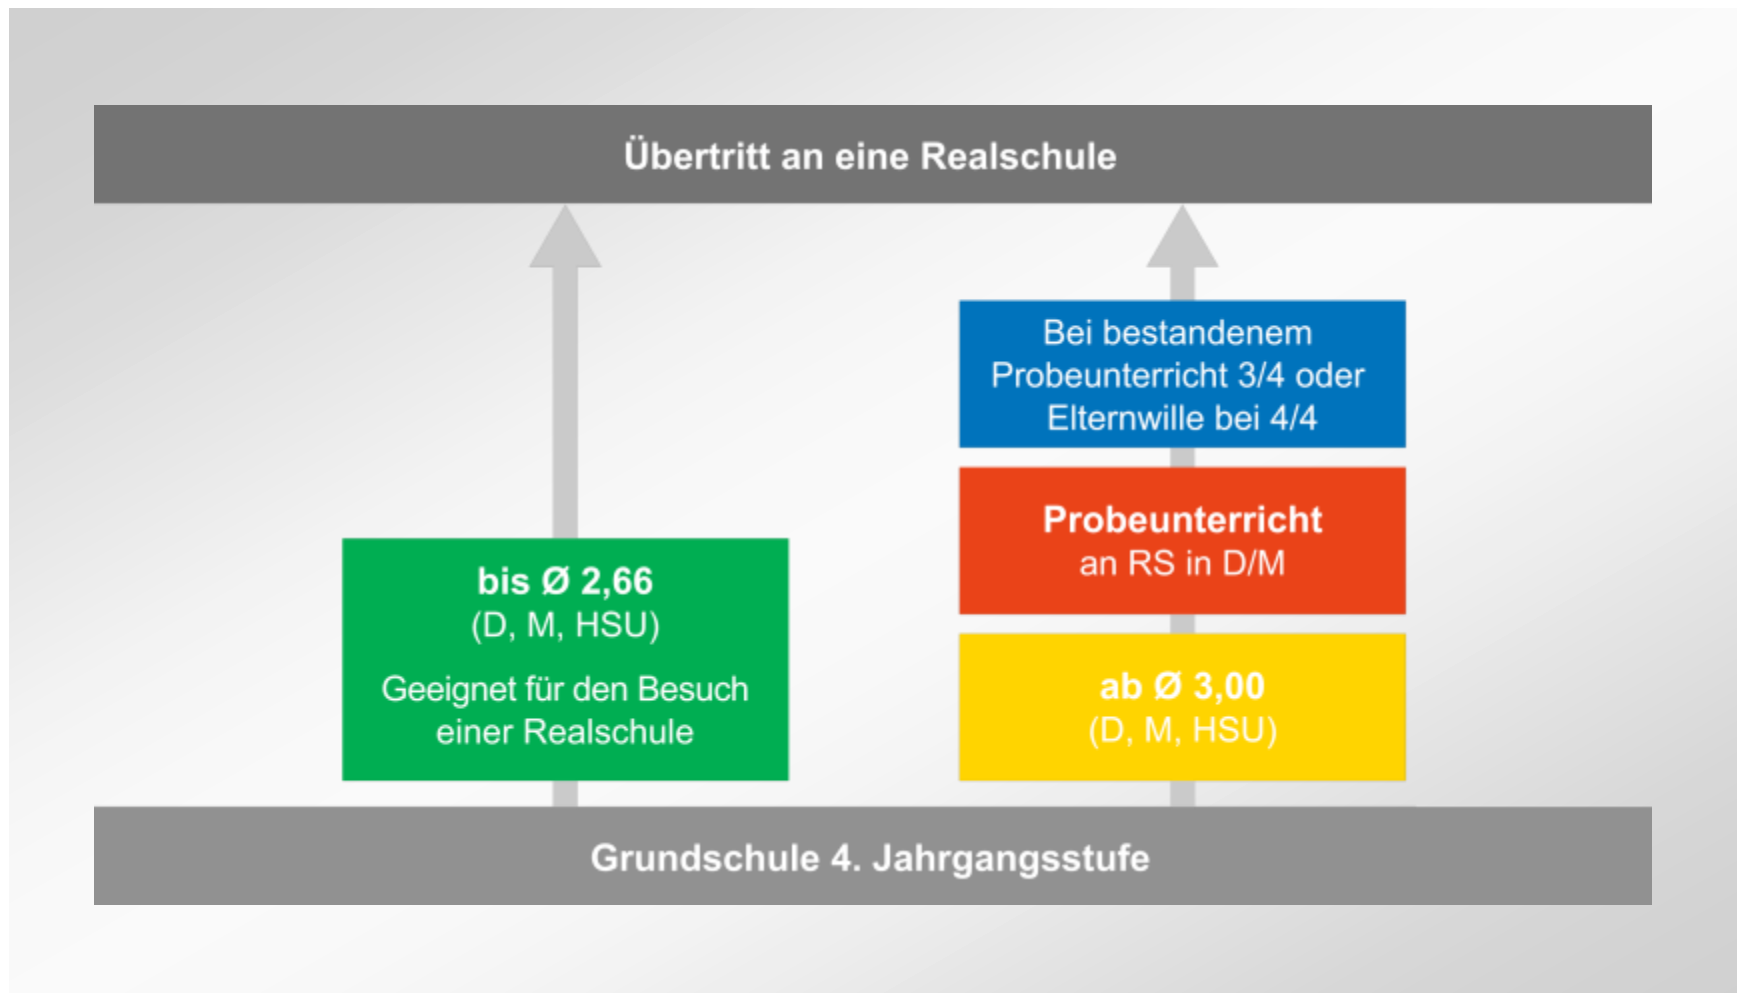 Übertritt an eine Realschule
Bei bestandenem
Probeunterricht 3/4 oder
Elternwille bei 4/4
Probeunterricht
an RS in D/M
bis Ø 2,66
(D, M, HSU)
Geeignet für den Besuch
einer Realschule
ab Ø 3,00
(D, M, HSU)
Grundschule 4. Jahrgangsstufe